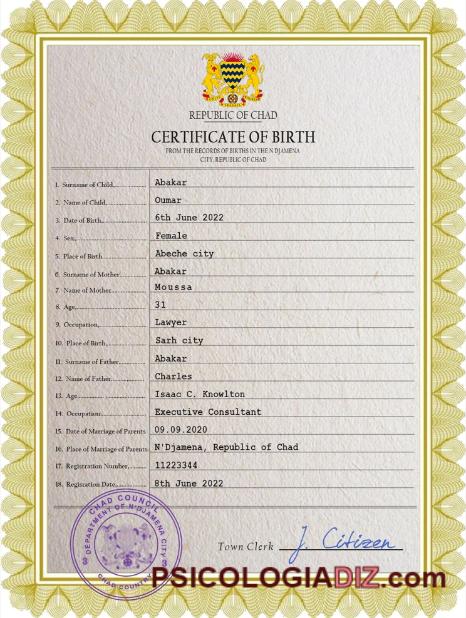 REPUBLIC OF CHAD
CERTIFICATE OF BIRTH
FROM THE RECORDS OF BIRTHS IN THE N DJAMENA
CITY, REPUBLIC OF CHAD
1. Surname of Child Abakar
2. Name of Child Oumar
3. Date of Birth 6th June 2022
4. Sex Female
5. Place of Birth Abeche city
6. Surname of Mother Abakar
7. Name of Mother Moussa
8. Age 31
9. Occupation Lawyer
10. Place of Birth Sarh city
11. Surname of Father Abakar
12. Name of Father Charles
13. Age Isaac C. Knowlton
14. Occupation Executive Consultant
15. Date of Marriage of Parents 09.09.2020
16. Place of Marriage of Parents N'Djamena, Republic of Chad
17. Registration Number 11223344
18. Registration Date 8th June 2022
CHAD COUNCIL
DEPARTMENT OF N'DJAMENA CITY
CHAD COUNTRY
Town Clerk J Citizen
PSICOLOGIADIZ.com